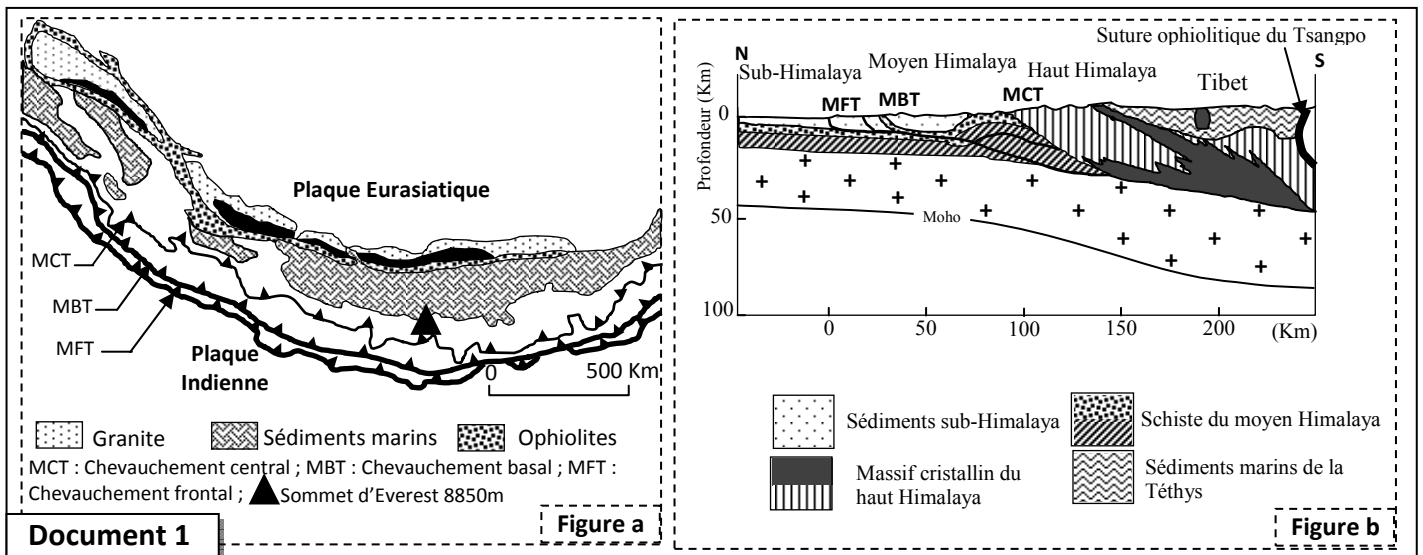 Plaque Eurasiatique
MCT
MBT
MFT
Plaque
Indienne
0 500 Km
Granite Sédiments marins Ophiolites
MCT : Chevauchement central ; MBT : Chevauchement basal ; MFT :
Chevauchement frontal ; Sommet d’Everest 8850m
Document 1
Figure a
Suture ophiolitique du
Tsangpo
N S
Sub-Himalaya Moyen Himalaya Haut Himalaya Tibet
MFT MBT MCT
Profondeur (Km)
0
50
100
Moho
0 50 100 150 200 (Km)
Sédiments sub-Himalaya
Schiste du moyen Himalaya
Massif cristallin du
haut Himalaya
Sédiments marins de la
Téthys
Figure b